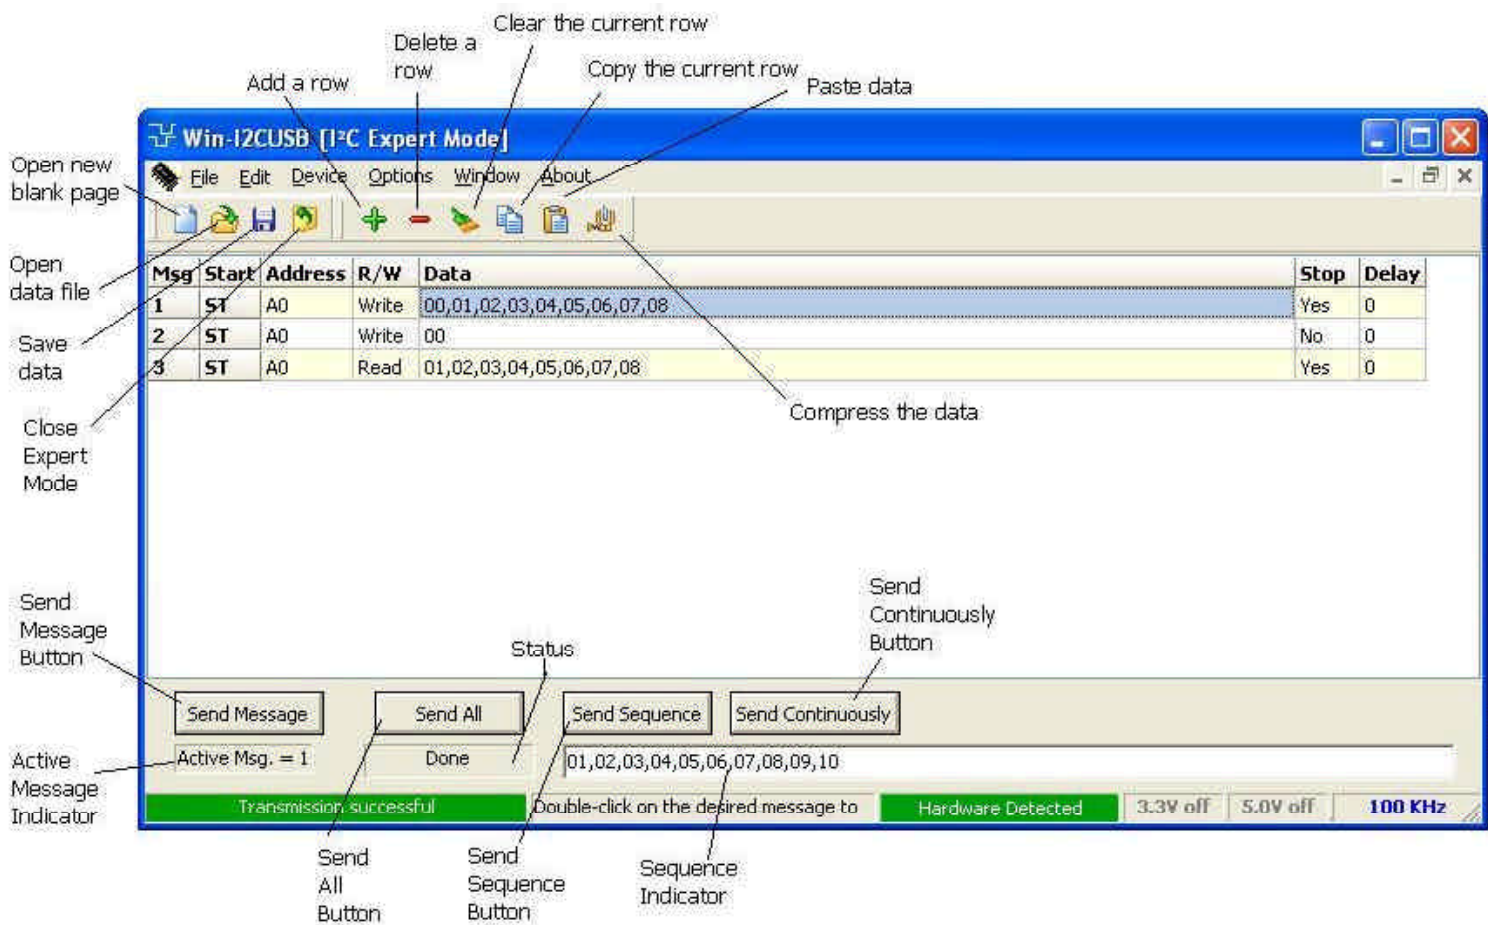 Clear the current row
Delete a
row
Copy the current row
Add a row
Paste data
Win-I2CUSB [I²C Expert Mode]
Open new
blank page
File Edit Device Options Window About
Open
data file
Msg Start Address R/W Data Stop Delay
1 ST A0 Write 00,01,02,03,04,05,06,07,08 Yes 0
2 ST A0 Write 00 No 0
3 ST A0 Read 01,02,03,04,05,06,07,08 Yes 0
Save
data
Compress the data
Close
Expert
Mode
Send
Message
Button
Status
Send
Continuously
Button
Send Message Send All Send Sequence Send Continuously
Active Msg. = 1 Done 01,02,03,04,05,06,07,08,09,10
Active
Message
Indicator
Transmission successful Double-click on the desired message to Hardware Detected 3.3V off 5.0V off 100 KHz
Send
All
Button
Send
Sequence
Button
Sequence
Indicator